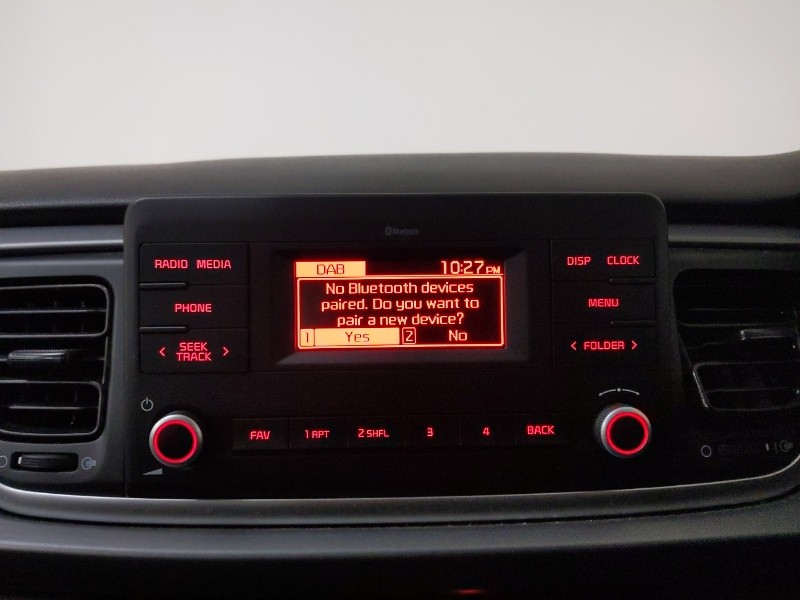 Bluetooth
RADIO MEDIA
PHONE
< SEEK >
TRACK
DAB 10:27PM
No Bluetooth devices
paired. Do you want to
pair a new device?
1 Yes 2 No
DISP CLOCK
MENU
< FOLDER >
FAV 1 RPT 2 SHFL 3 4 BACK